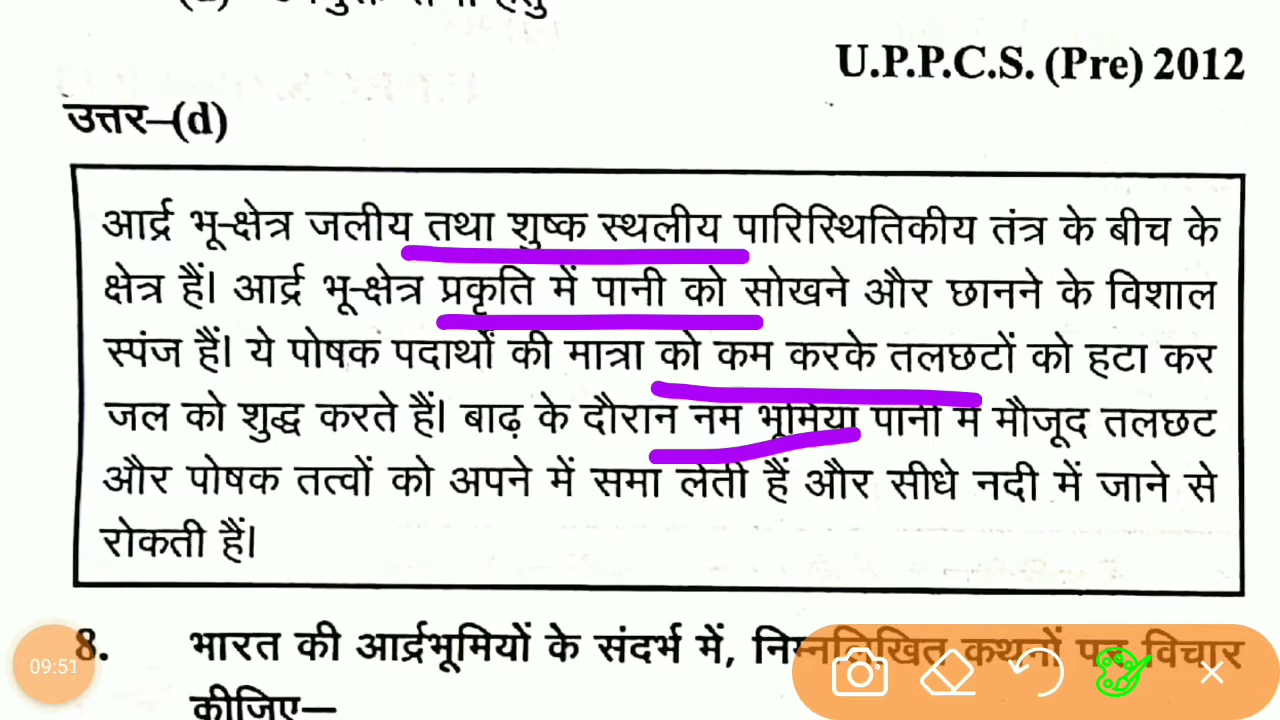 U.P.P.C.S. (Pre) 2012
उत्तर–(d)
आर्द्र भू-क्षेत्र जलीय तथा शुष्क स्थलीय पारिस्थितिकीय तंत्र के बीच के
क्षेत्र हैं। आर्द्र भू-क्षेत्र प्रकृति में पानी को सोखने और छानने के विशाल
स्पंज हैं। ये पोषक पदार्थों की मात्रा को कम करके तलछटों को हटा कर
जल को शुद्ध करते हैं। बाढ़ के दौरान नम भूमियां पानी में मौजूद तलछट
और पोषक तत्वों को अपने में समा लेती हैं और सीधे नदी में जाने से
रोकती हैं।
8. भारत की आर्द्रभूमियों के संदर्भ में, निम्नलिखित कथनों पर विचार
कीजिए–
09:51